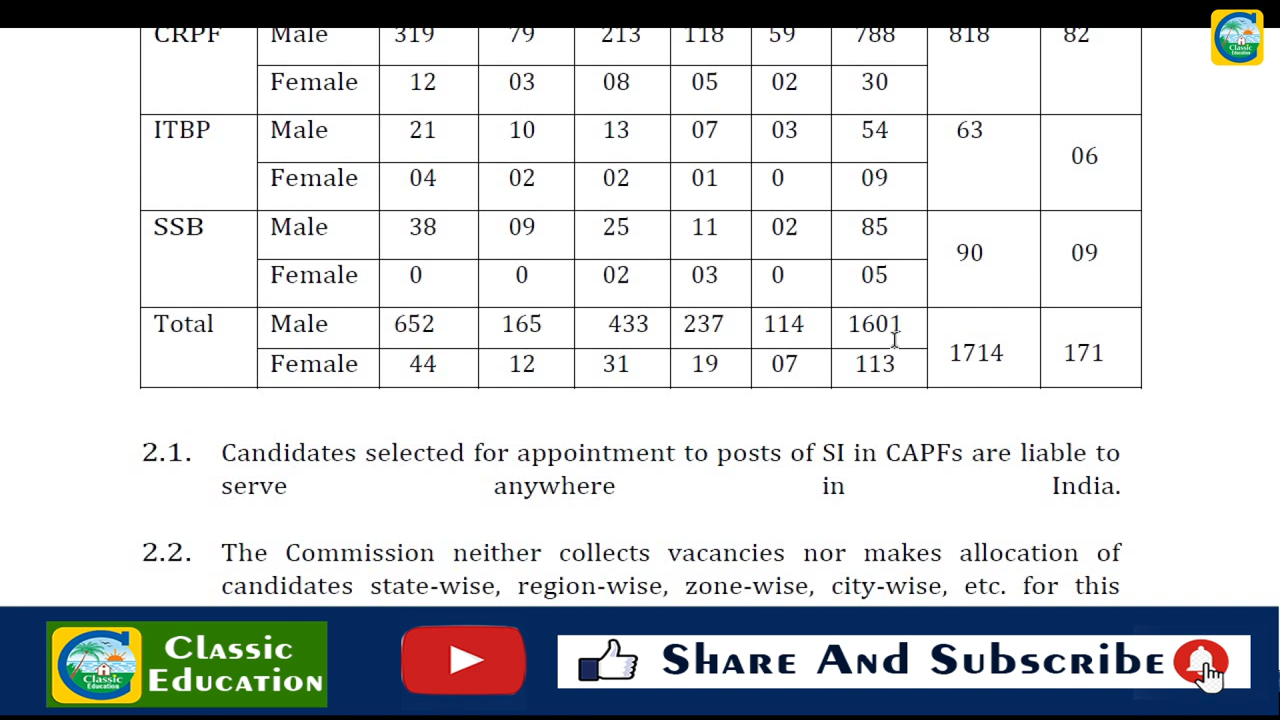 CRPF Male 319 79 213 118 59 788 818 82
Female 12 03 08 05 02 30
ITBP Male 21 10 13 07 03 54 63 06
Female 04 02 02 01 0 09
SSB Male 38 09 25 11 02 85 90 09
Female 0 0 02 03 0 05
Total Male 652 165 433 237 114 1601 1714 171
Female 44 12 31 19 07 113
2.1. Candidates selected for appointment to posts of SI in CAPFs are liable to
serve anywhere in India.
2.2. The Commission neither collects vacancies nor makes allocation of
candidates state-wise, region-wise, zone-wise, city-wise, etc. for this
Classic
Education
Classic
Education
Classic
Education
Share And Subscribe